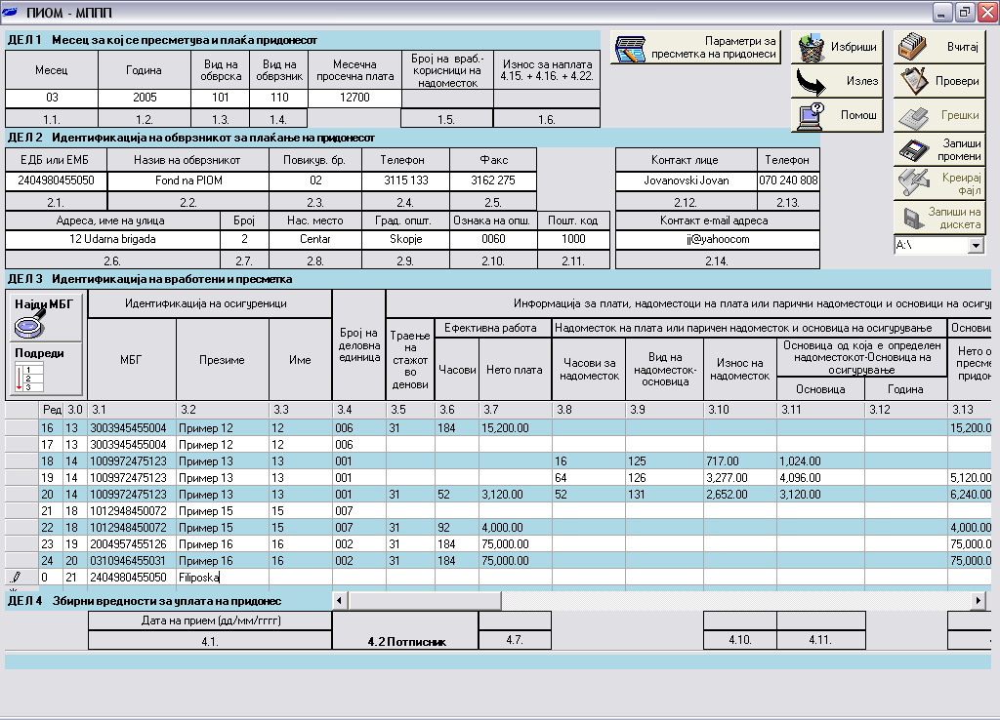 ПИОМ - МППП
ДЕЛ 1 Месец за кој се пресметува и плаќа придонесот
Месец Година Вид на обврска Вид на обврзник Месечна просечна плата Број на враб.-корисници на надоместок Износ за наплата 4.15. + 4.16. + 4.22.
03 2005 101 110 12700
1.1. 1.2. 1.3. 1.4. 1.5. 1.6.
Параметри за пресметка на придонеси
Избриши
Излез
Помош
Вчитај
Провери
Грешки
Запиши промени
Креирај фајл
Запиши на дискета
A:\
ДЕЛ 2 Идентификација на обврзникот за плаќање на придонесот
ЕДБ или ЕМБ Назив на обврзникот Повикув. бр. Телефон Факс Контакт лице Телефон
2404980455050 Fond na PIOM 02 3115 133 3162 275 Jovanovski Jovan 070 240 808
2.1. 2.2. 2.3. 2.4. 2.5. 2.12. 2.13.
Адреса, име на улица Број Нас. место Град. општ. Ознака на опш. Пошт. код Контакт e-mail адреса
12 Udarna brigada 2 Centar Skopje 0060 1000 jj@yahoocom
2.6. 2.7. 2.8. 2.9. 2.10. 2.11. 2.14.
ДЕЛ 3 Идентификација на вработени и пресметка
Најди МБГ
Подреди
1
2
3
Идентификација на осигуреници
МБГ Презиме Име
Број на деловна единица
Информација за плати, надоместоци на плата или парични надоместоци и основици на осигу
Траење на стажот во денови
Ефективна работа
Часови Нето плата
Надоместок на плата или паричен надоместок и основица на осигурување
Часови за надоместок Вид на надоместок-основица Износ на надоместок
Основица од која е определен надоместокот-Основица на осигурување
Основица Година
Основи
Нето о
пресме
придон
Ред 3.0 3.1 3.2 3.3 3.4 3.5 3.6 3.7 3.8 3.9 3.10 3.11 3.12 3.13
16 13 3003945455004 Пример 12 12 006 31 184 15,200.00 15,200.0
17 13 3003945455004 Пример 12 12 006
18 14 1009972475123 Пример 13 13 001 16 125 717.00 1,024.00
19 14 1009972475123 Пример 13 13 001 64 126 3,277.00 4,096.00 5,120.00
20 14 1009972475123 Пример 13 13 001 31 52 3,120.00 52 131 2,652.00 3,120.00 6,240.00
21 18 1012948450072 Пример 15 15 007
22 18 1012948450072 Пример 15 15 007 31 92 4,000.00 4,000.00
23 19 2004957455126 Пример 16 16 002 31 184 75,000.00 75,000.0
24 20 0310946455031 Пример 16 16 002 31 184 75,000.00 75,000.0
0 21 2404980455050 Filiposka
ДЕЛ 4 Збирни вредности за уплата на придонес
Дата на прием (дд/мм/гггг)
4.1. 4.2 Потписник 4.7. 4.10. 4.11.